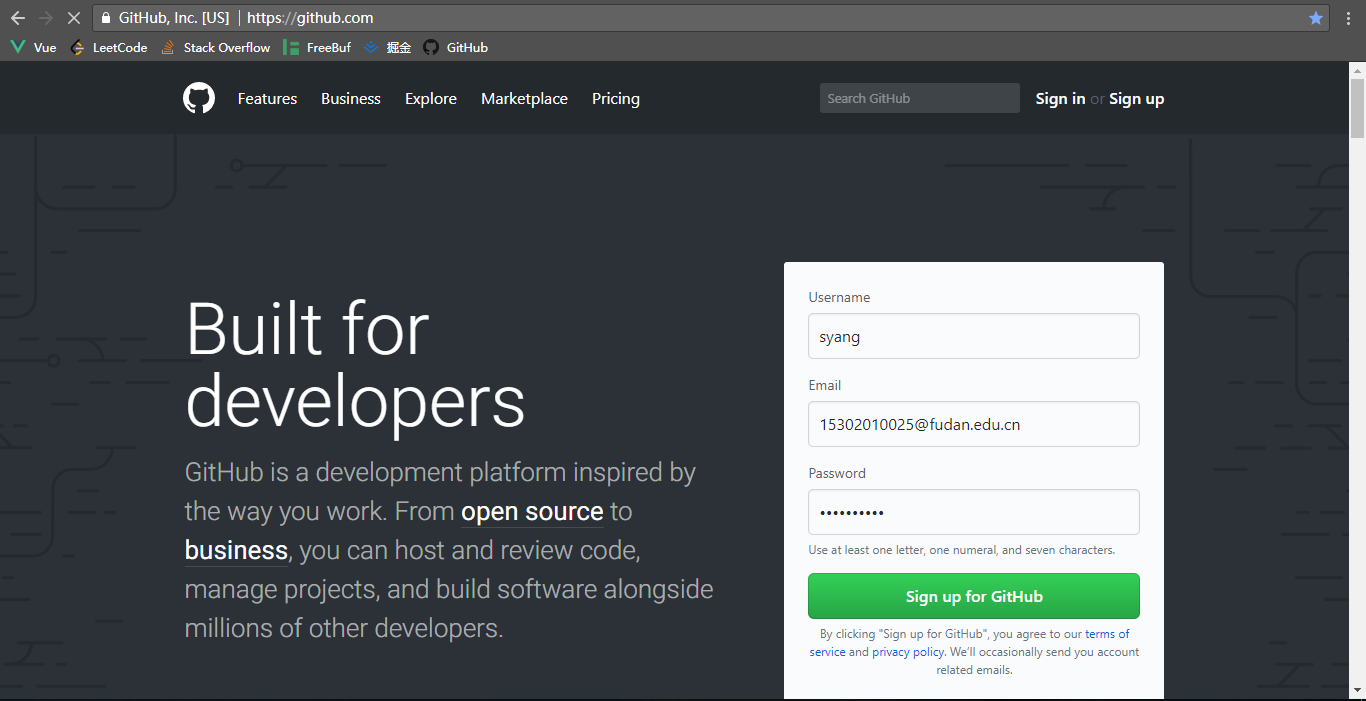 GitHub, Inc. [US] | https://github.com
Vue LeetCode Stack Overflow FreeBuf 掘金 GitHub
Features Business Explore Marketplace Pricing Search GitHub Sign in or Sign up
Built for
developers
GitHub is a development platform inspired by
the way you work. From open source to
business, you can host and review code,
manage projects, and build software alongside
millions of other developers.
Username
syang
Email
15302010025@fudan.edu.cn
Password
••••••••••
Use at least one letter, one numeral, and seven characters.
Sign up for GitHub
By clicking "Sign up for GitHub", you agree to our terms of
service and privacy policy. We’ll occasionally send you account
related emails.